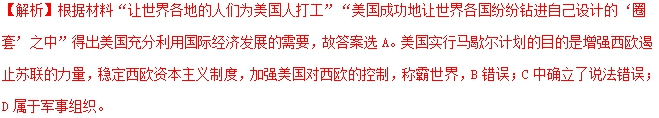 【解析】根据材料“让世界各地的人们为美国人打工”“美国成功地让世界各国纷纷钻进自己设计的‘圈
套’之中”得出美国充分利用国际经济发展的需要，故答案选 A。美国实行马歇尔计划的目的是增强西欧遏
止苏联的力量，稳定西欧资本主义制度，加强美国对西欧的控制，称霸世界，B 错误；C 中确立了说法错误；
D 属于军事组织。